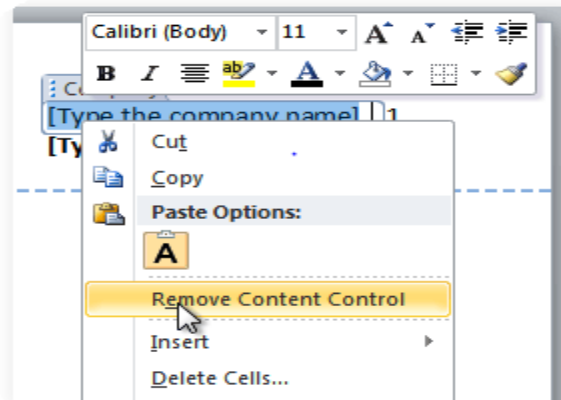 Calibri (Body) 11 A A
B I ab A
[Type the company name] 1
[Ty
Cut
Copy
Paste Options:
A
Remove Content Control
Insert
Delete Cells...